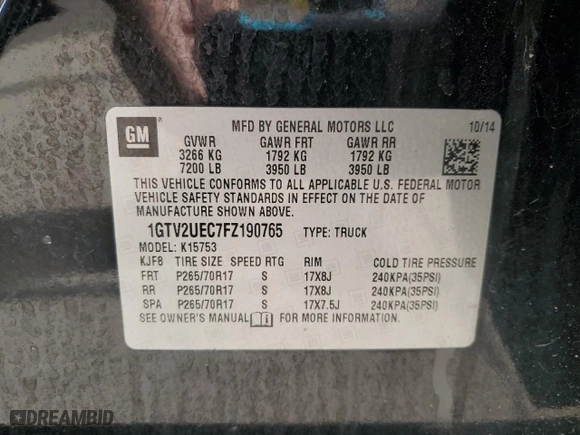 GM
MFD BY GENERAL MOTORS LLC 10/14
GVWR GAWR FRT GAWR RR
3266 KG 1792 KG 1792 KG
7200 LB 3950 LB 3950 LB
THIS VEHICLE CONFORMS TO ALL APPLICABLE U.S. FEDERAL MOTOR
VEHICLE SAFETY STANDARDS IN EFFECT ON THE DATE OF
MANUFACTURE SHOWN ABOVE.
1GTV2UEC7FZ190765 TYPE: TRUCK
MODEL: K15753
KJF8 TIRE SIZE SPEED RTG RIM COLD TIRE PRESSURE
FRT P265/70R17 S 17X8J 240KPA(35PSI)
RR P265/70R17 S 17X8J 240KPA(35PSI)
SPA P265/70R17 S 17X7.5J 240KPA(35PSI)
SEE OWNER'S MANUAL FOR MORE INFORMATION.
DREAMBID